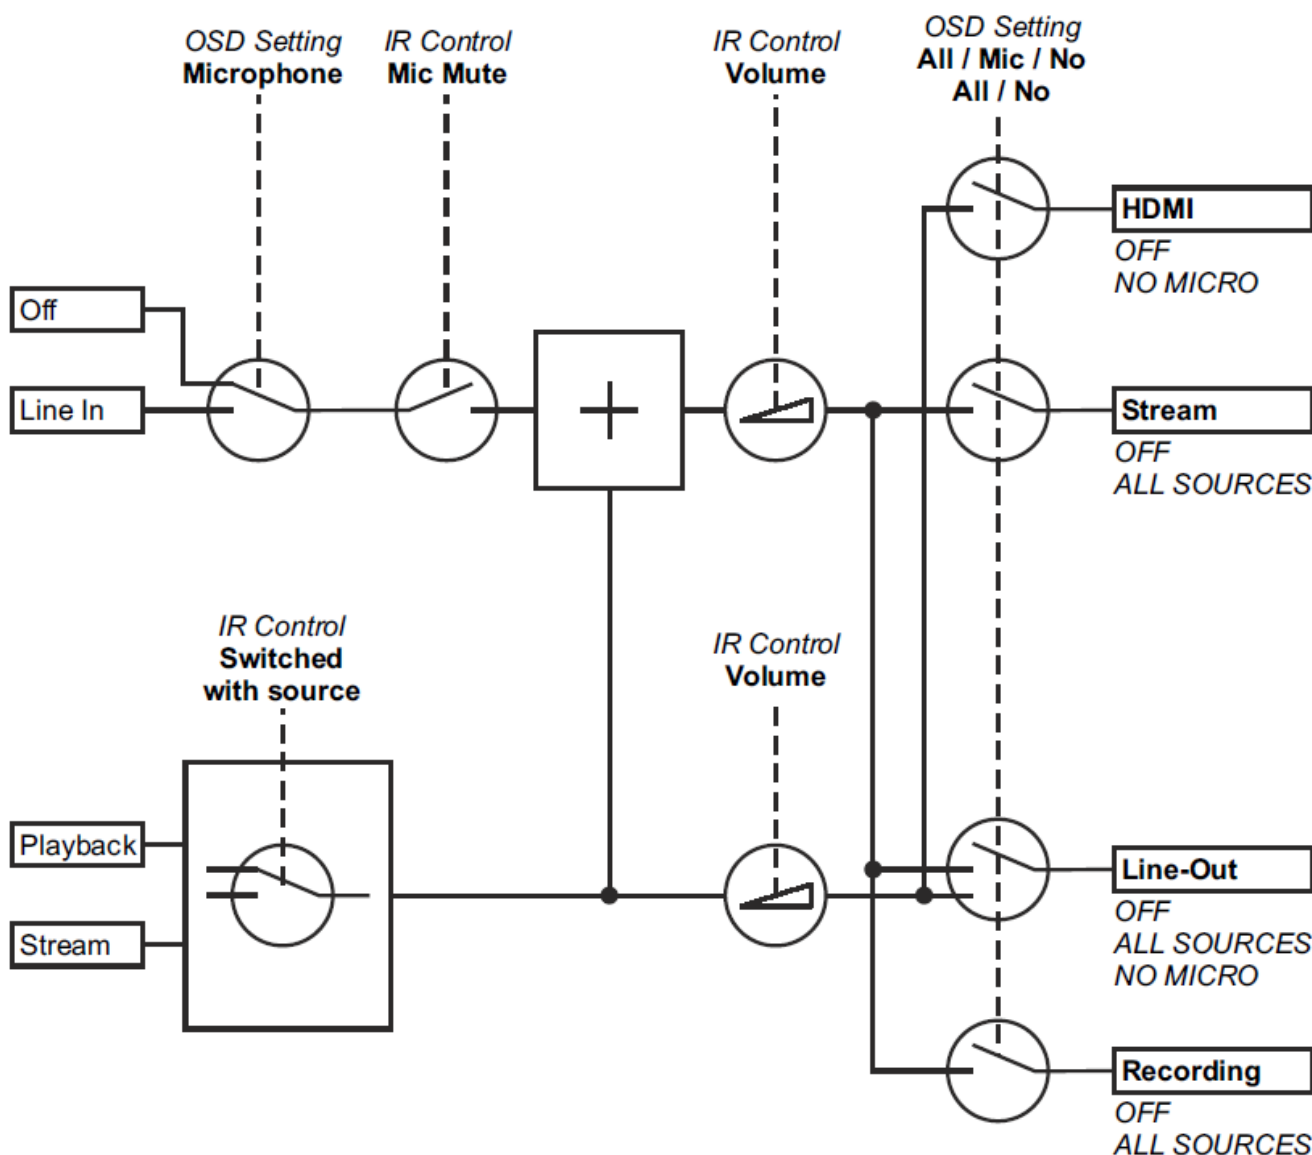 OSD Setting
Microphone
IR Control
Mic Mute
IR Control
Volume
OSD Setting
All / Mic / No
All / No
HDMI
OFF
NO MICRO
Off
Line In
Stream
OFF
ALL SOURCES
IR Control
Switched
with source
IR Control
Volume
Playback
Stream
Line-Out
OFF
ALL SOURCES
NO MICRO
Recording
OFF
ALL SOURCES